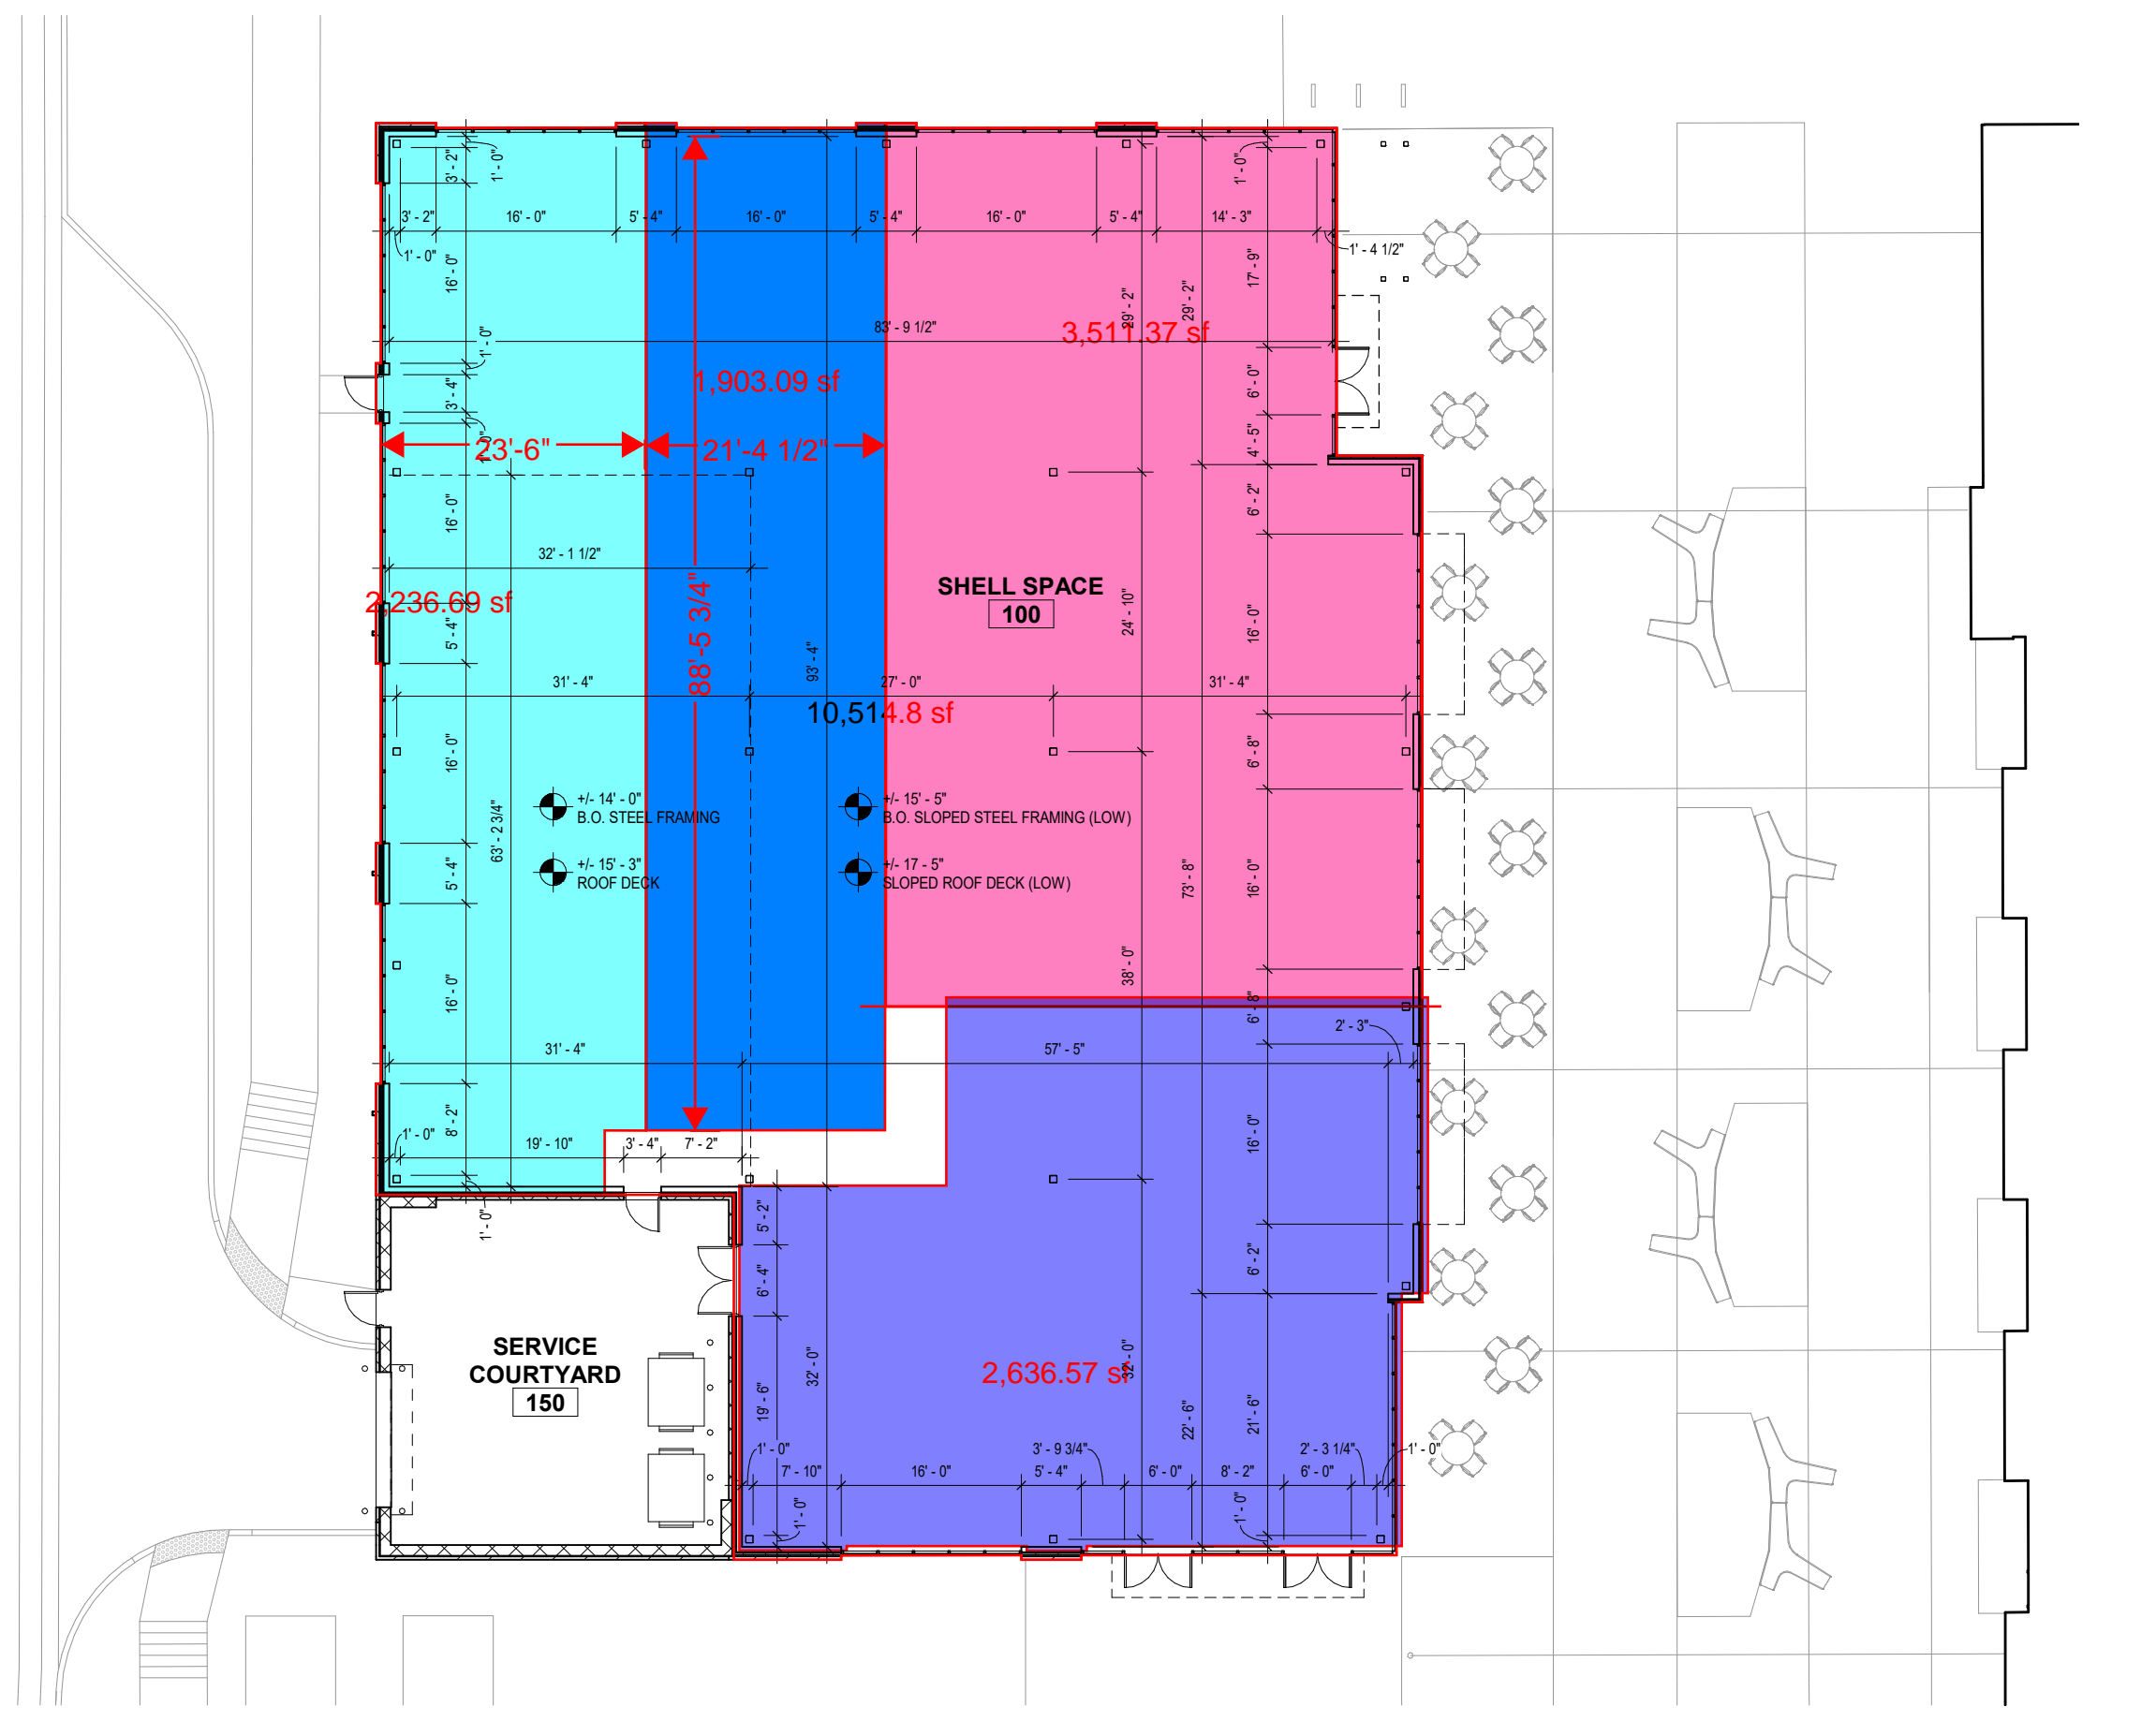 3' - 2"
1' - 0"
1' - 0"
3' - 2"
16' - 0"
5' - 4"
16' - 0"
5' - 4"
16' - 0"
5' - 4"
14' - 3"
1' - 0"
1' - 4 1/2"
16' - 0"
17' - 9"
29' - 2"
29' - 2"
83' - 9 1/2"
3,511.37 sf
1' - 0"
1,903.09 sf
3' - 4"
6' - 0"
1' - 0"
23'-6"
21'-4 1/2"
4' - 5"
16' - 0"
6' - 2"
32' - 1 1/2"
SHELL SPACE
100
2,236.69 sf
88'-5 3/4"
5' - 4"
24' - 10"
16' - 0"
93' - 4"
31' - 4"
27' - 0"
31' - 4"
10,514.8 sf
16' - 0"
6' - 8"
+/- 14' - 0"
B.O. STEEL FRAMING
+/- 15' - 5"
B.O. SLOPED STEEL FRAMING (LOW)
63' - 2 3/4"
+/- 15' - 3"
ROOF DECK
+/- 17 - 5"
SLOPED ROOF DECK (LOW)
5' - 4"
73' - 8"
16' - 0"
38' - 0"
16' - 0"
6' - 8"
2' - 3"
31' - 4"
57' - 5"
8' - 2"
1' - 0"
19' - 10"
3' - 4"
7' - 2"
16' - 0"
1' - 0"
5' - 2"
6' - 4"
6' - 2"
SERVICE
COURTYARD
150
32' - 0"
32' - 0"
2,636.57 sf
19' - 6"
22' - 6"
21' - 6"
1' - 0"
3' - 9 3/4"
2' - 3 1/4"
1' - 0"
7' - 10"
16' - 0"
5' - 4"
6' - 0"
8' - 2"
6' - 0"
1' - 0"
1' - 0"